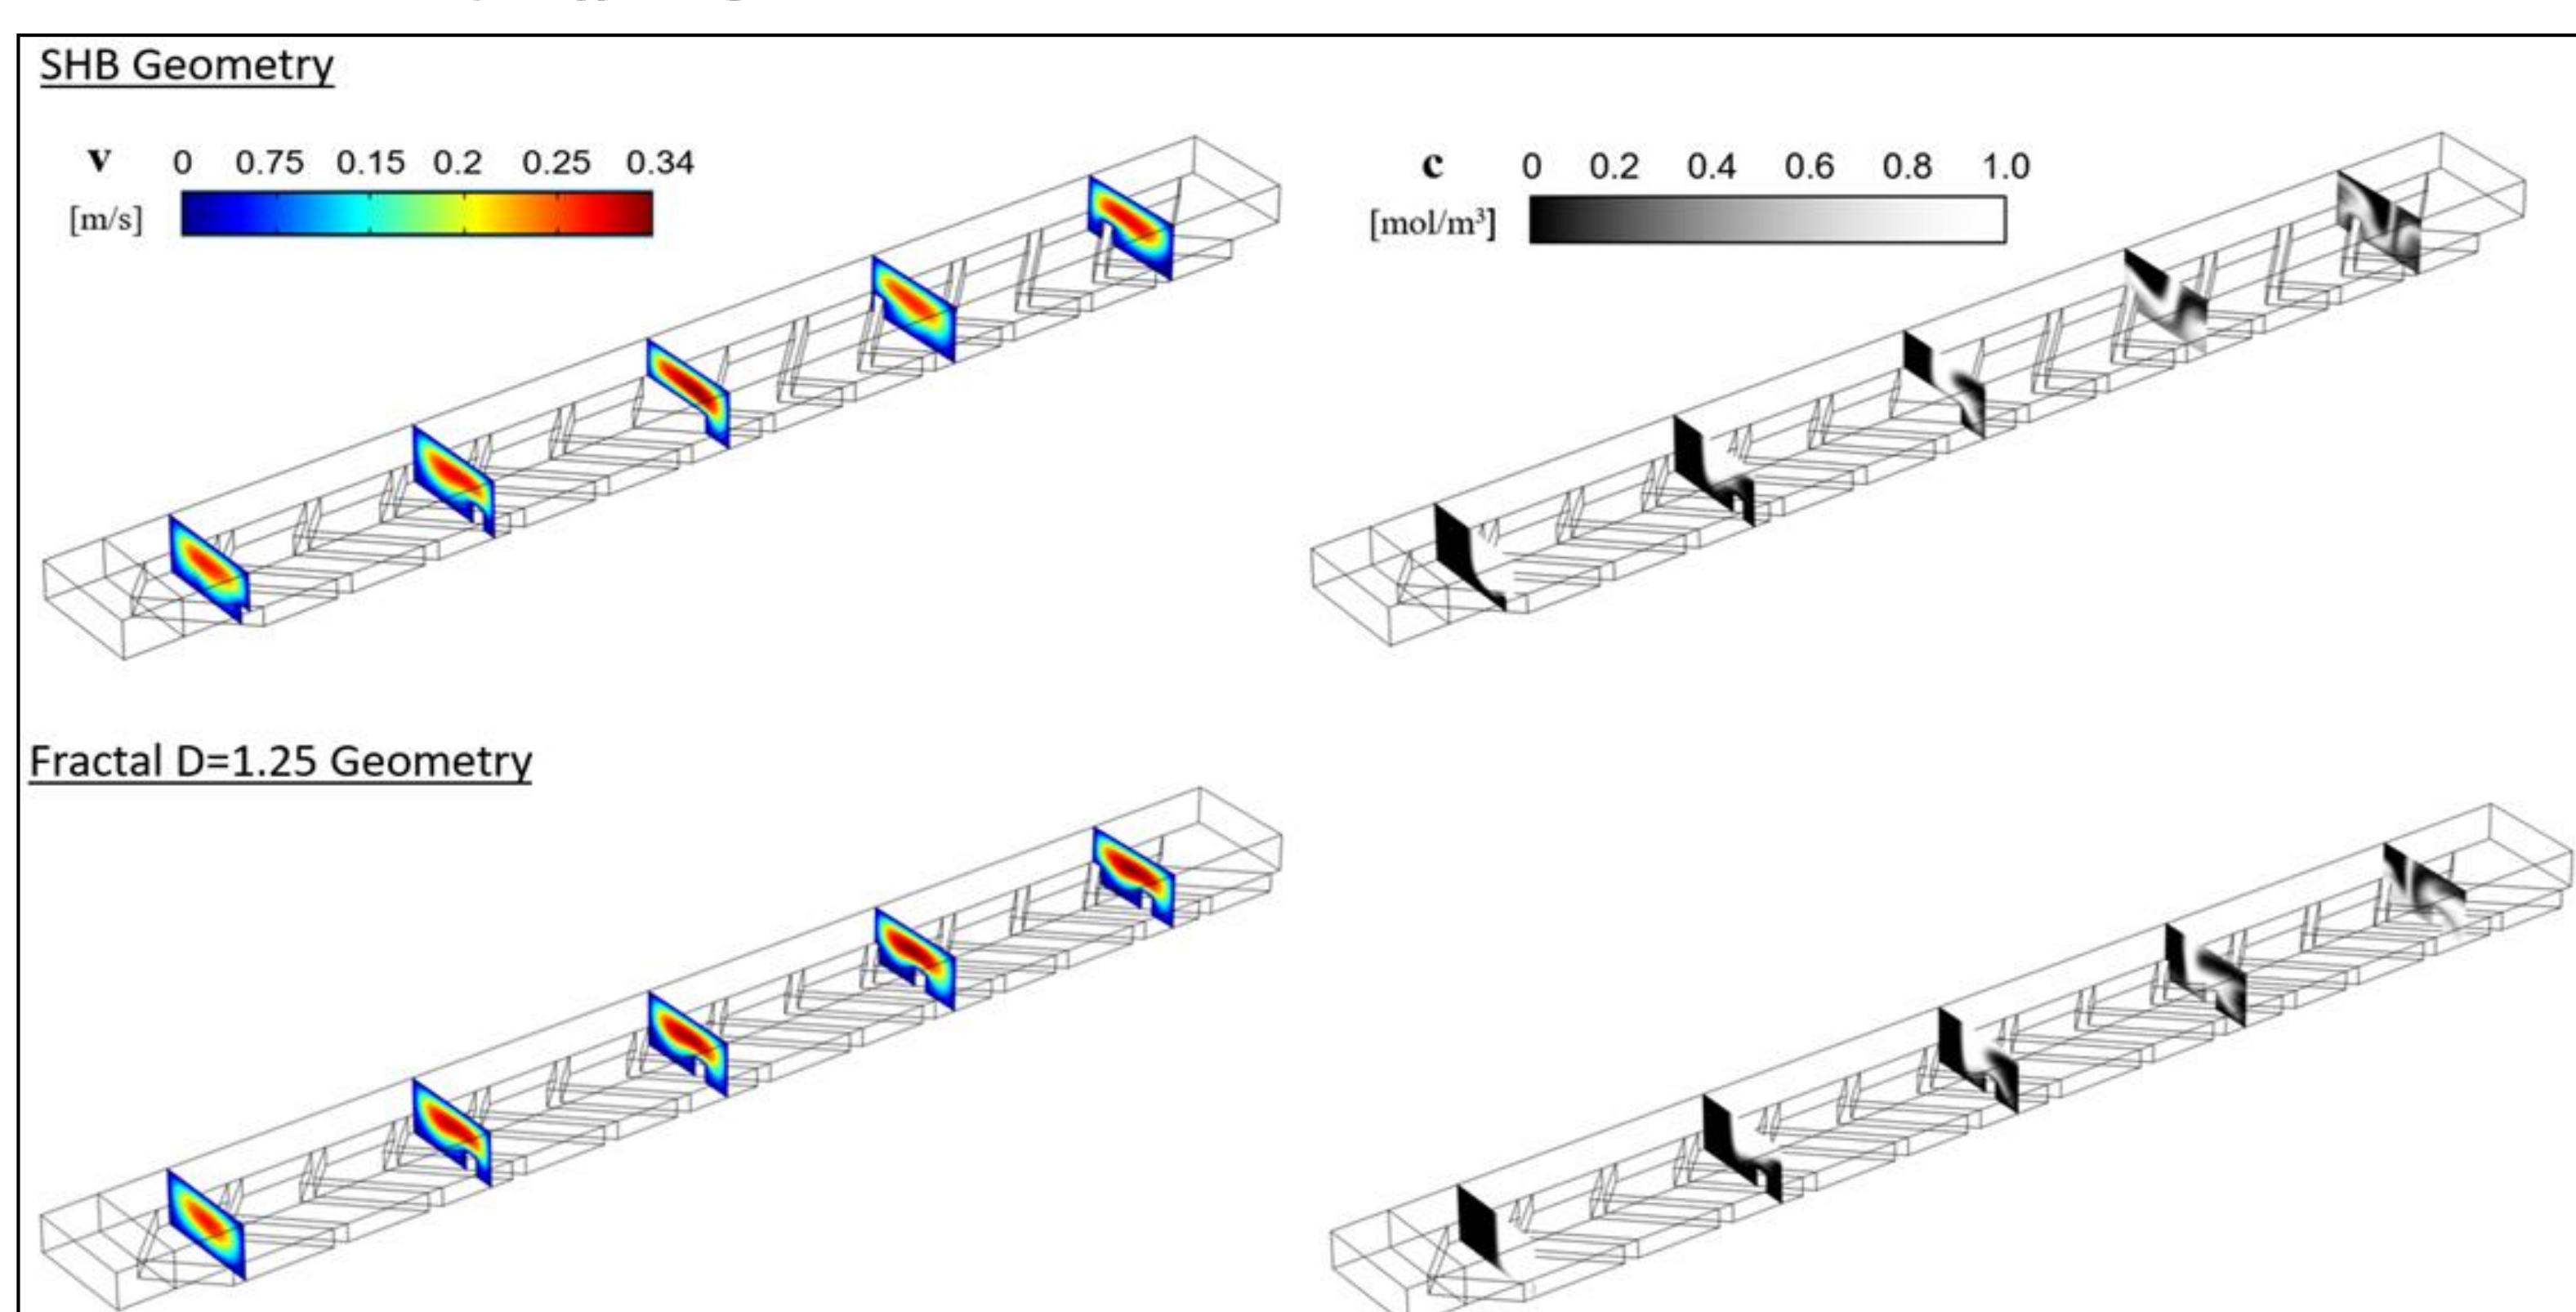 SHB Geometry
v 0 0.75 0.15 0.2 0.25 0.34
[m/s]
c 0 0.2 0.4 0.6 0.8 1.0
[mol/m³]
Fractal D=1.25 Geometry